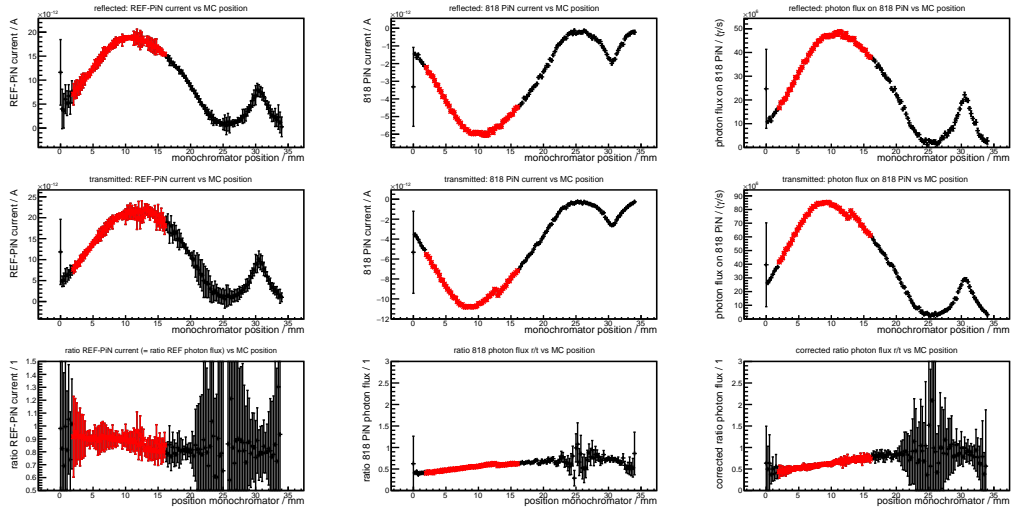 reflected: REF-PiN current vs MC position
×10⁻¹²
REF-PiN current / A
20
15
10
5
0
0 5 10 15 20 25 30 35
monochromator position / mm
reflected: 818 PiN current vs MC position
×10⁻¹²
818 PiN current / A
0
−2
−4
−6
0 5 10 15 20 25 30 35
monochromator position / mm
reflected: photon flux on 818 PiN vs MC position
×10⁶
photon flux on 818 PiN / (γ/s)
50
40
30
20
10
0
0 5 10 15 20 25 30 35
monochromator position / mm
transmitted: REF-PiN current vs MC position
×10⁻¹²
REF-PiN current / A
25
20
15
10
5
0
0 5 10 15 20 25 30 35
monochromator position / mm
transmitted: 818 PiN current vs MC position
×10⁻¹²
818 PiN current / A
0
−2
−4
−6
−8
−10
−12
0 5 10 15 20 25 30 35
monochromator position / mm
transmitted: photon flux on 818 PiN vs MC position
×10⁶
photon flux on 818 PiN / (γ/s)
90
80
70
60
50
40
30
20
10
0
0 5 10 15 20 25 30 35
monochromator position / mm
ratio REF-PiN current (= ratio REF photon flux) vs MC position
ratio REF-PiN current / 1
1.5
1.4
1.3
1.2
1.1
1
0.9
0.8
0.7
0.6
0.5
0 5 10 15 20 25 30 35
position monochromator / mm
ratio 818 photon flux r/t vs MC position
ratio 818 PiN photon flux / 1
3
2.5
2
1.5
1
0.5
0
0 5 10 15 20 25 30 35
position monochromator / mm
corrected ratio photon flux r/t vs MC position
corrected ratio photon flux / 1
3
2.5
2
1.5
1
0.5
0
0 5 10 15 20 25 30 35
position monochromator / mm